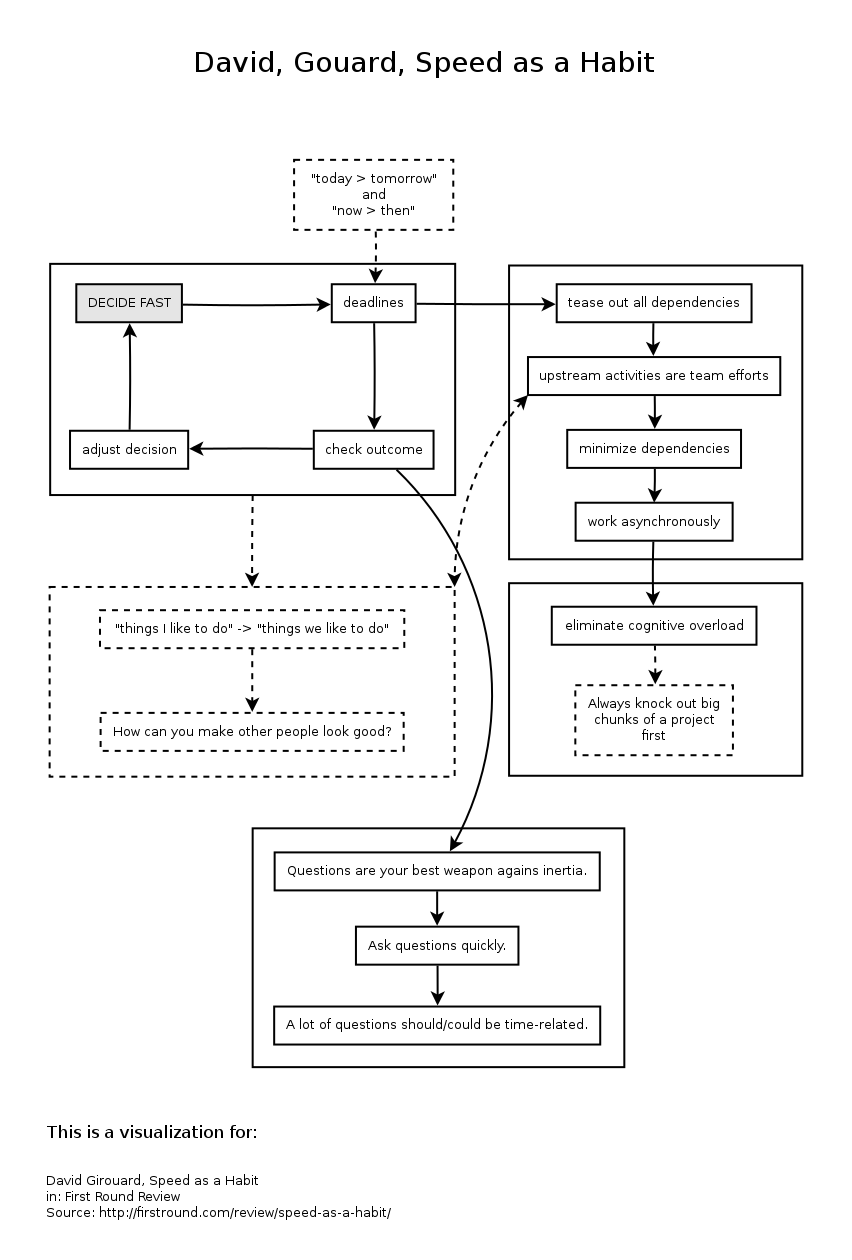 David, Gouard, Speed as a Habit
"today > tomorrow"
and
"now > then"
DECIDE FAST
deadlines
tease out all dependencies
upstream activities are team efforts
adjust decision
check outcome
minimize dependencies
work asynchronously
"things I like to do" -> "things we like to do"
eliminate cognitive overload
How can you make other people look good?
Always knock out big
chunks of a project
first
Questions are your best weapon agains inertia.
Ask questions quickly.
A lot of questions should/could be time-related.
This is a visualization for:
David Girouard, Speed as a Habit
in: First Round Review
Source: http://firstround.com/review/speed-as-a-habit/